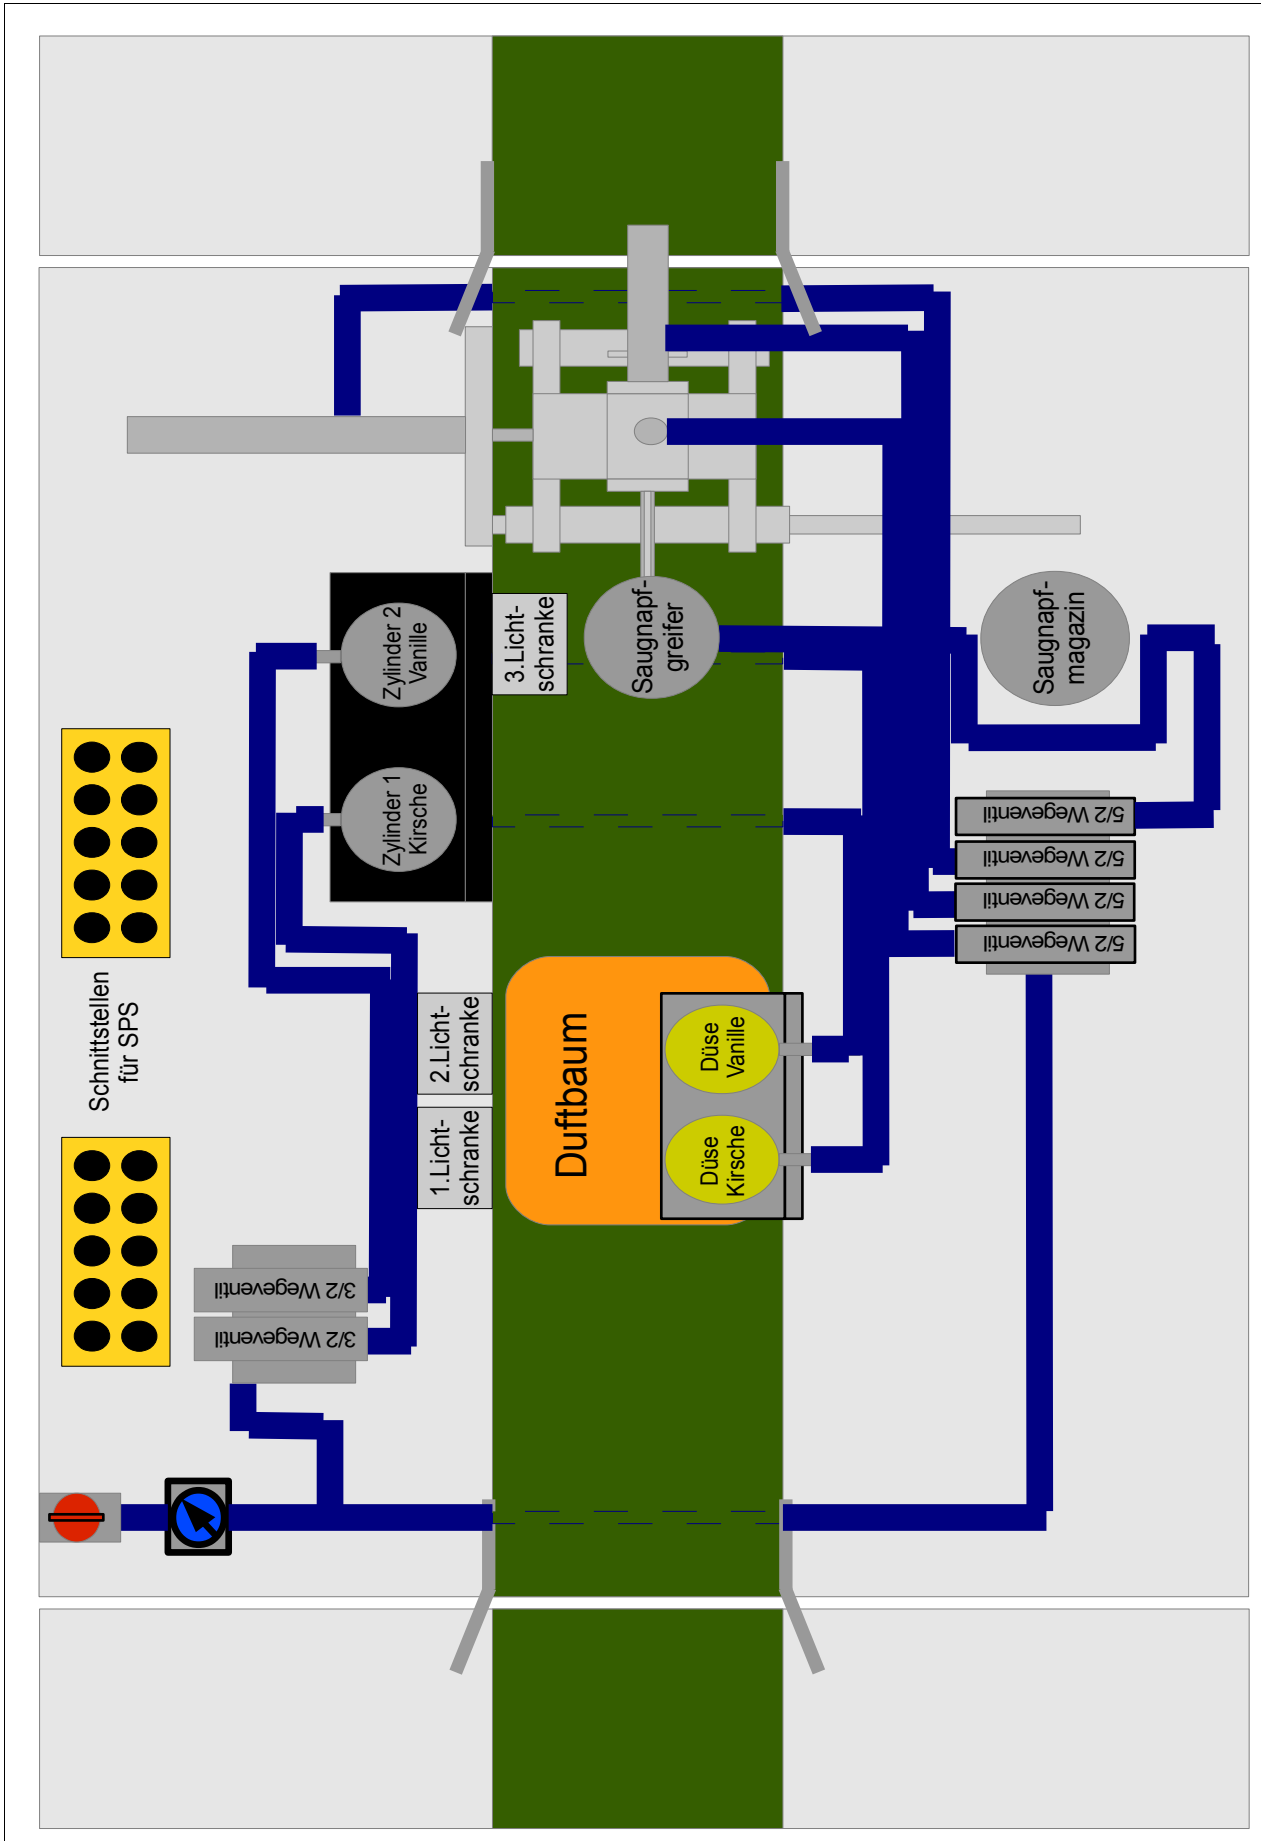 Schnittstellen
für SPS
Zylinder 2
Vanille
Zylinder 1
Kirsche
3.Licht-
schranke
Saugnapf-
greifer
Saugnapf-
magazin
5/2 Wegeventil
5/2 Wegeventil
5/2 Wegeventil
5/2 Wegeventil
2.Licht-
schranke
1.Licht-
schranke
Duftbaum
Düse
Vanille
Düse
Kirsche
3/2 Wegeventil
3/2 Wegeventil